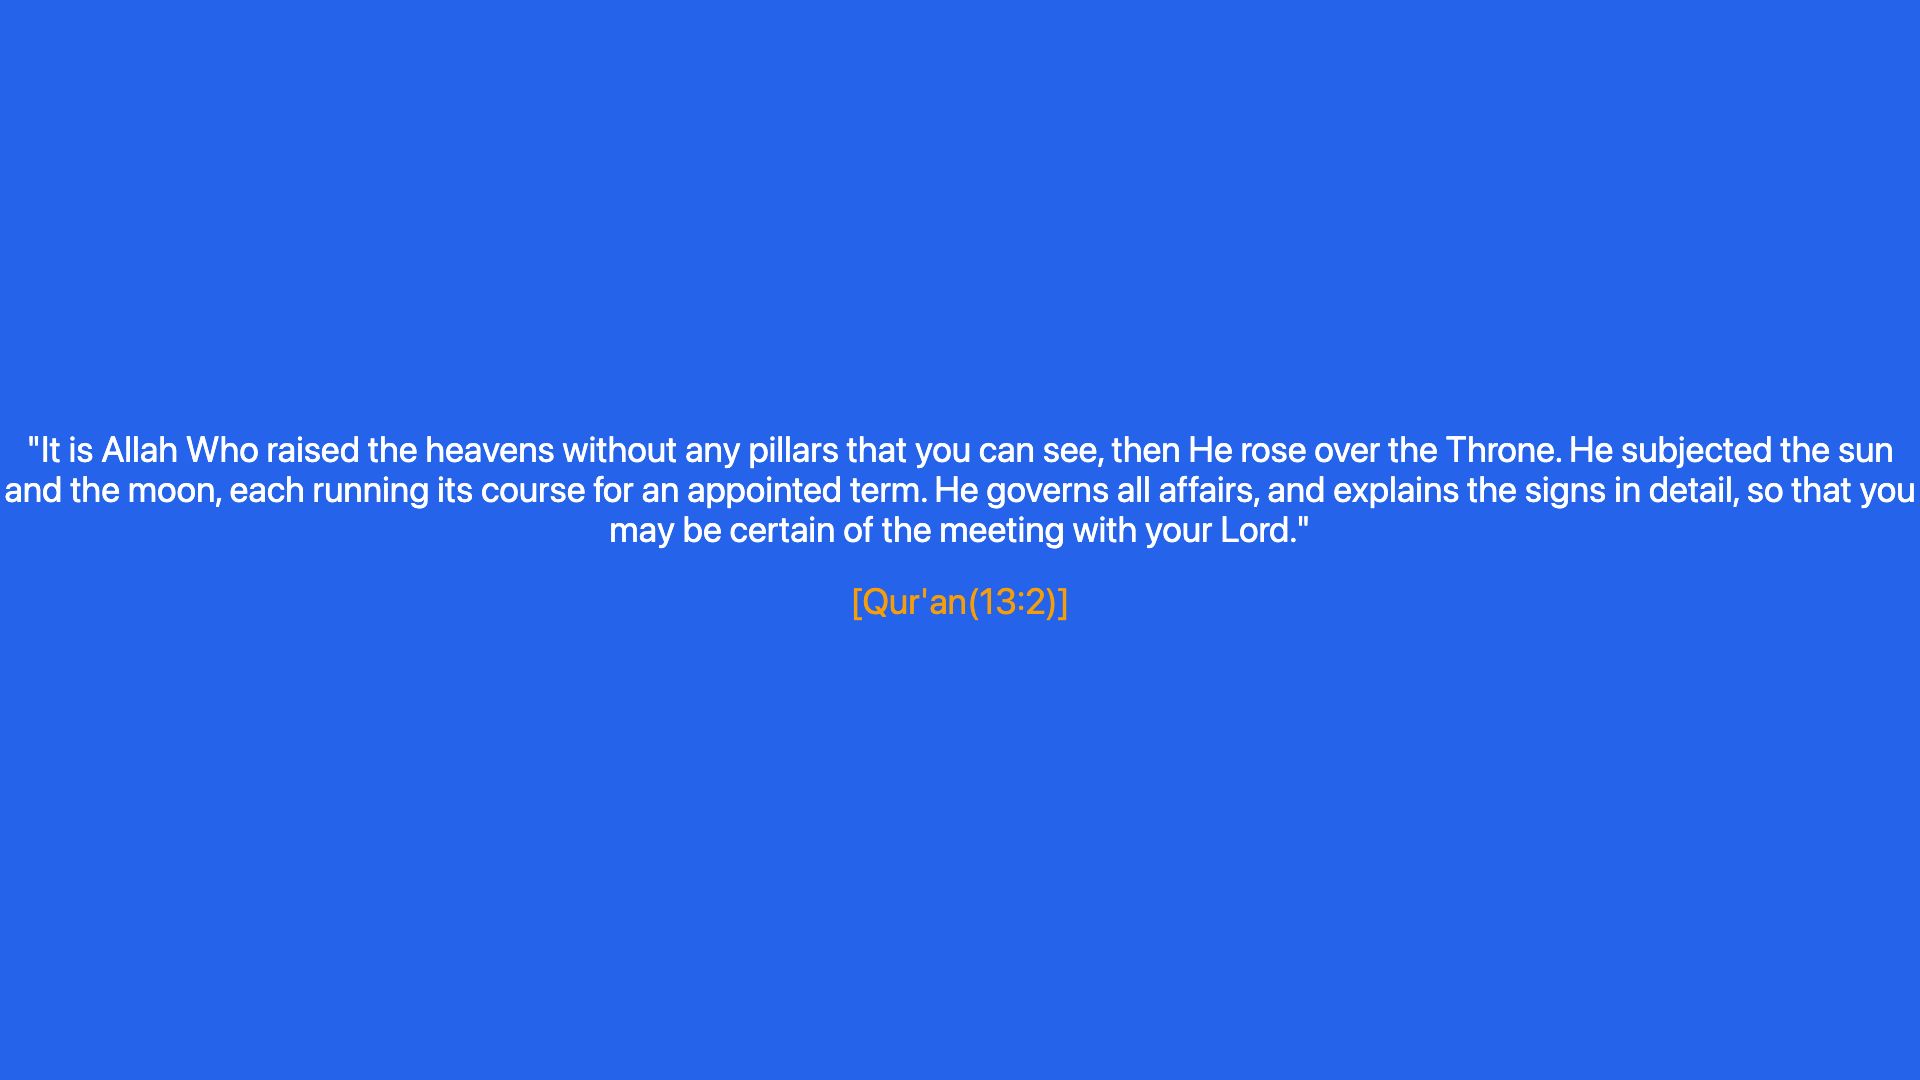 "It is Allah Who raised the heavens without any pillars that you can see, then He rose over the Throne. He subjected the sun
and the moon, each running its course for an appointed term. He governs all affairs, and explains the signs in detail, so that you
may be certain of the meeting with your Lord."
[Qur'an(13:2)]